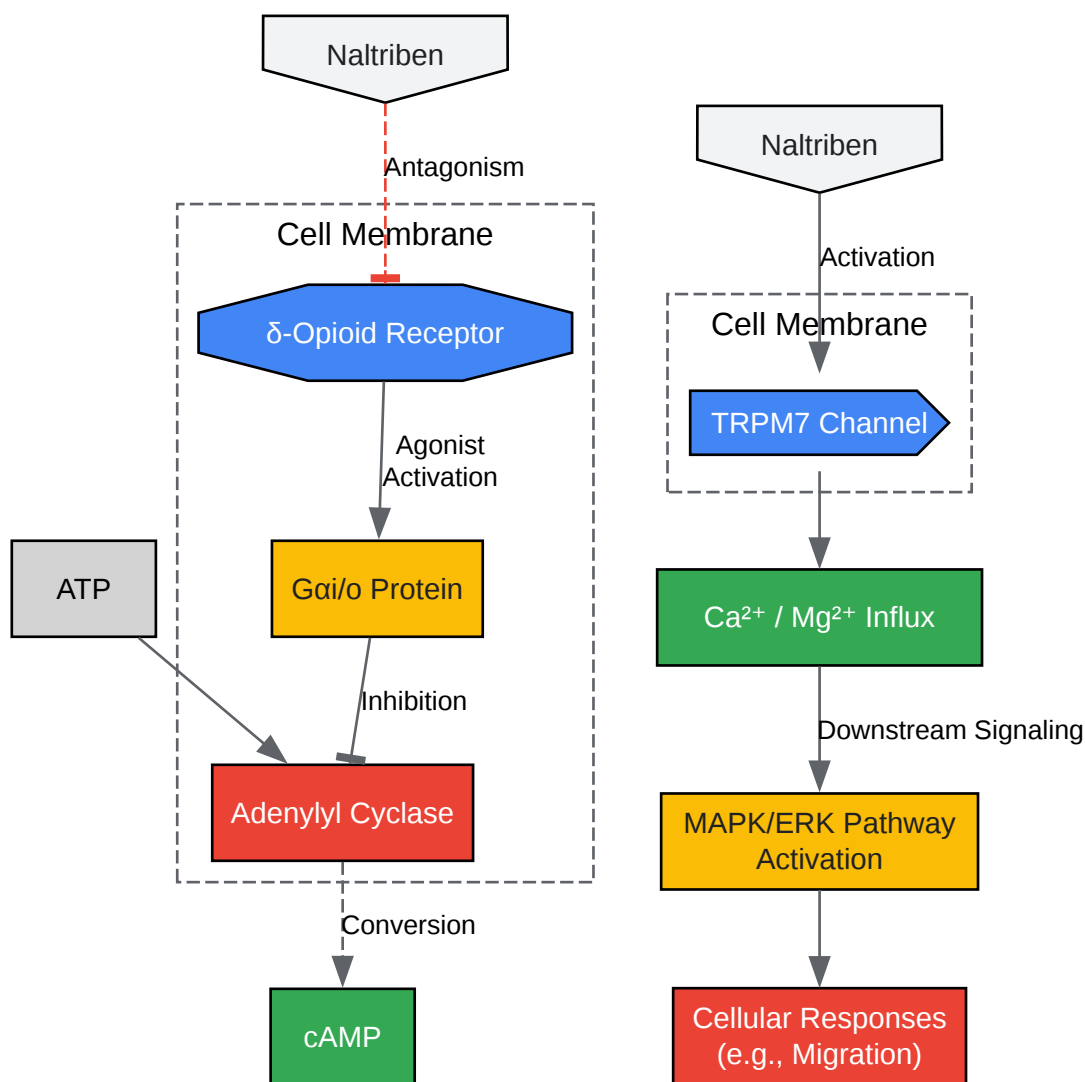 Naltriben
Antagonism
Cell Membrane
δ-Opioid Receptor
Agonist
Activation
ATP
Gαi/o Protein
Inhibition
Adenylyl Cyclase
Conversion
cAMP
Naltriben
Activation
Cell Membrane
TRPM7 Channel
Ca²⁺ / Mg²⁺ Influx
Downstream Signaling
MAPK/ERK Pathway
Activation
Cellular Responses
(e.g., Migration)